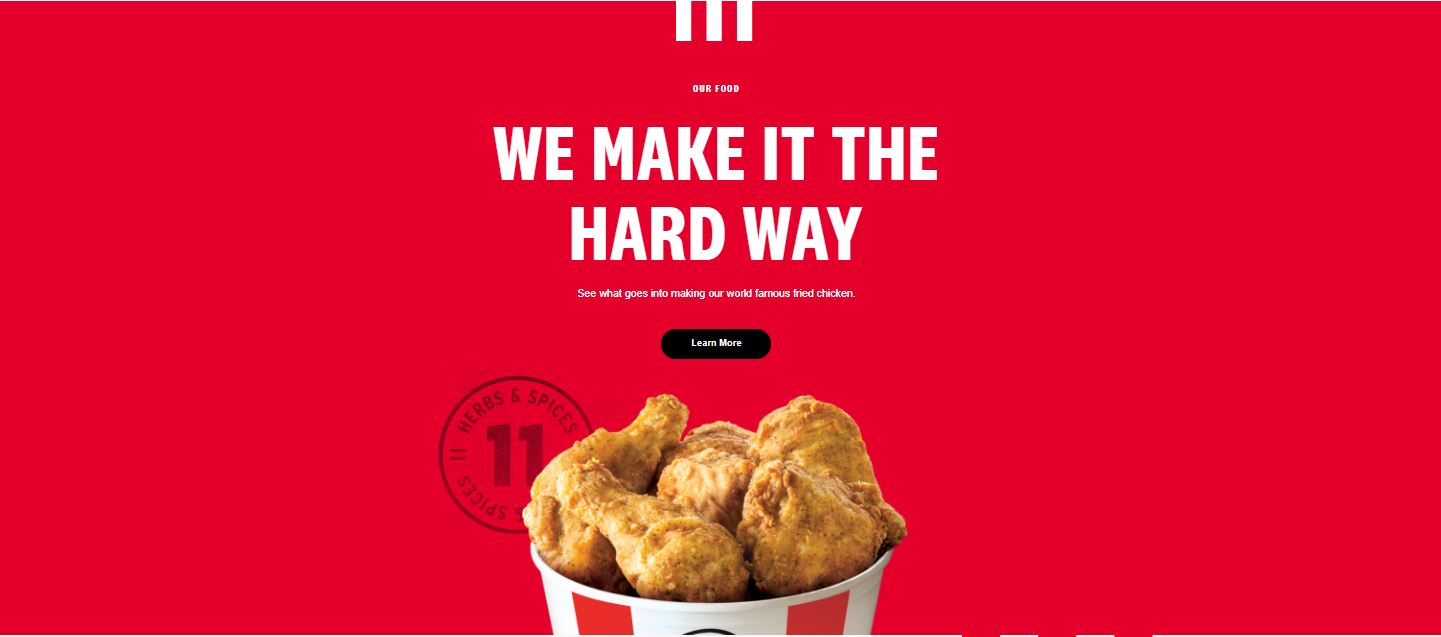 OUR FOOD
WE MAKE IT THE
HARD WAY
See what goes into making our world famous fried chicken.
Learn More
HERBS & SPICES
11
11
& SPICES